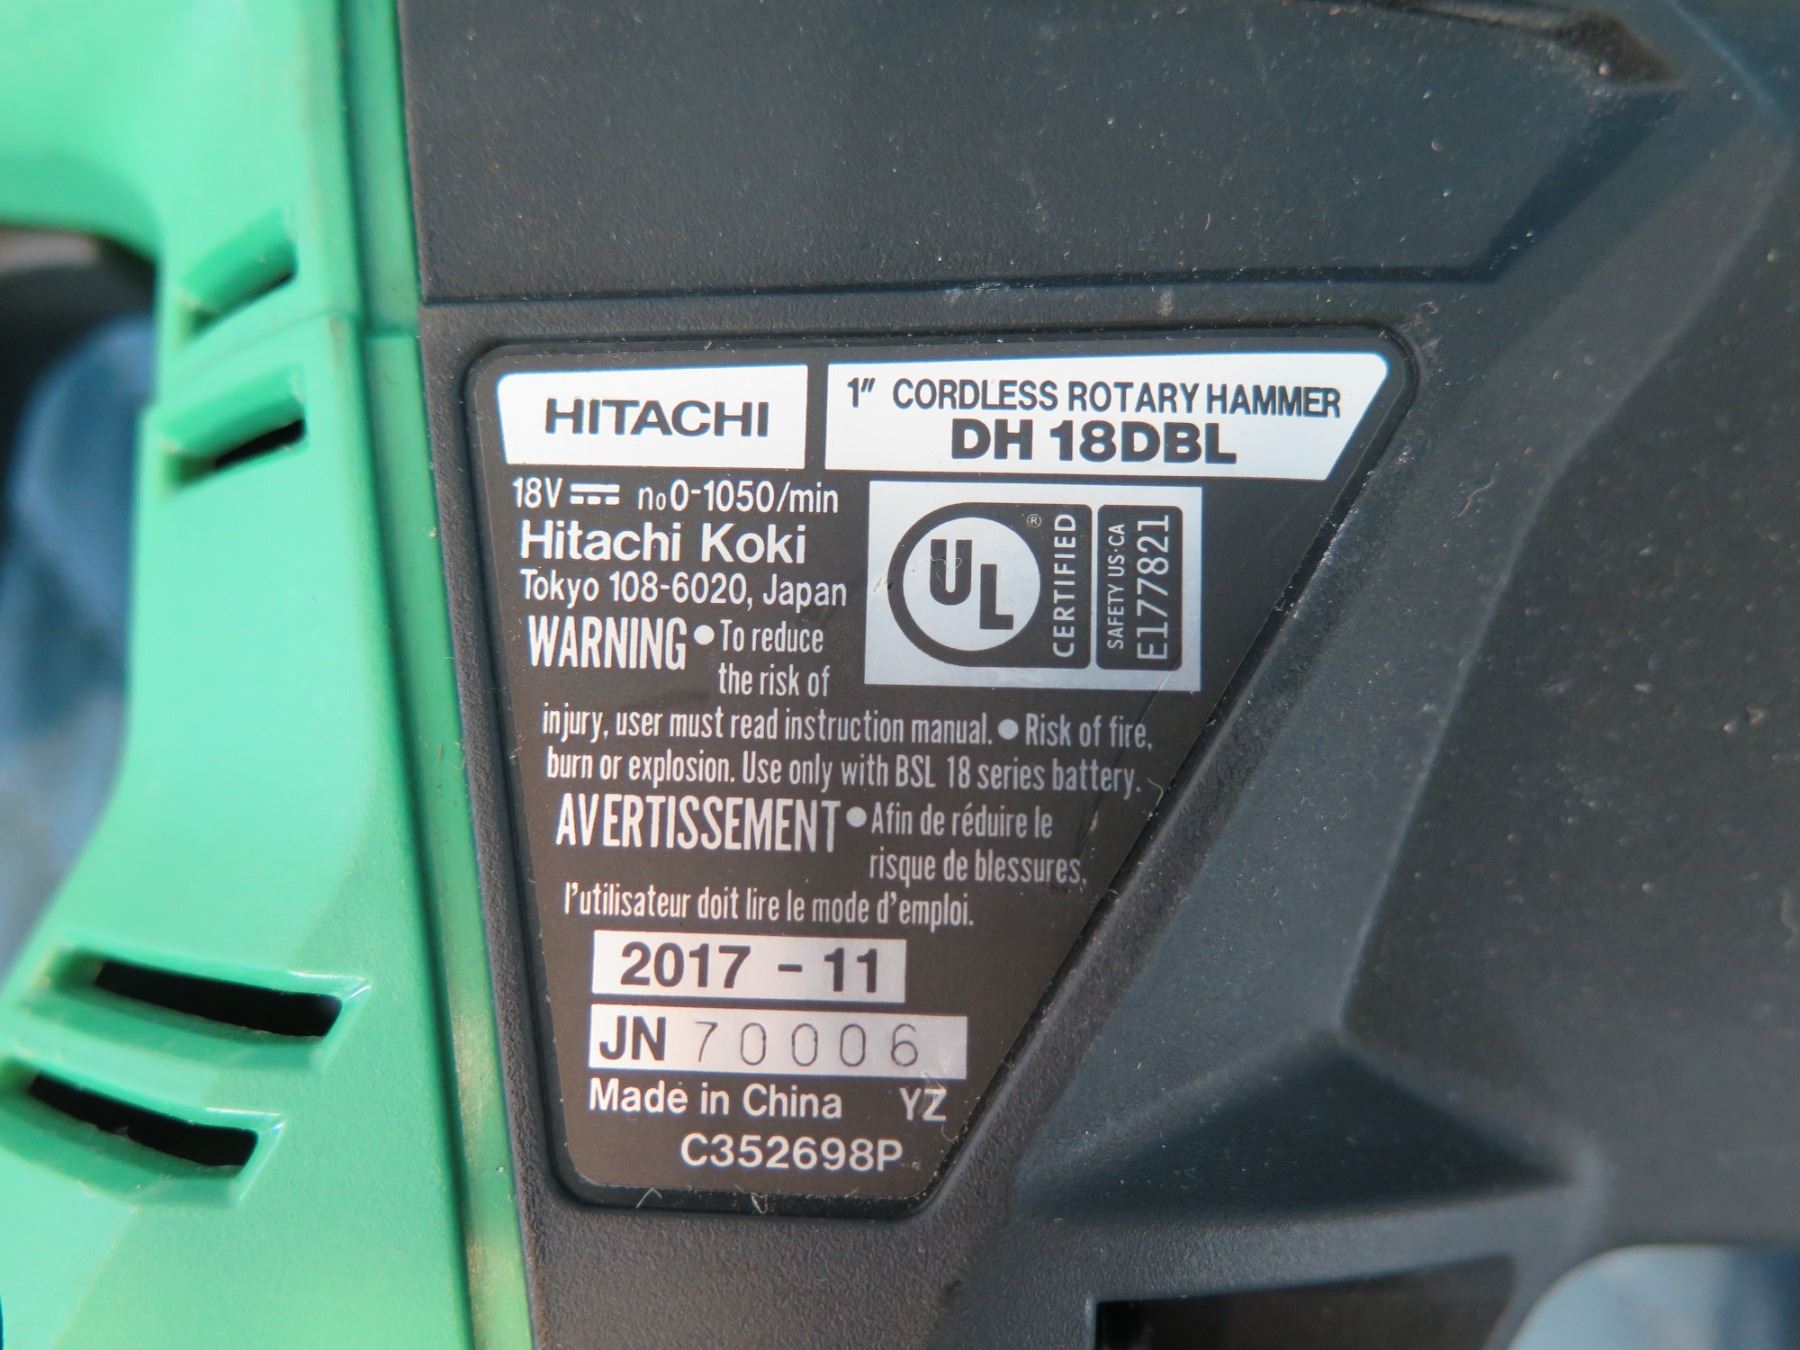 HITACHI
1" CORDLESS ROTARY HAMMER
DH 18DBL
18V⎓ no0-1050/min
Hitachi Koki
Tokyo 108-6020, Japan
UL® CERTIFIED
SAFETY US·CA
E177821
WARNING ● To reduce
the risk of
injury, user must read instruction manual. ● Risk of fire,
burn or explosion. Use only with BSL 18 series battery.
AVERTISSEMENT ● Afin de réduire le
risque de blessures,
l'utilisateur doit lire le mode d'emploi.
2017 - 11
JN 70006
Made in China YZ
C352698P